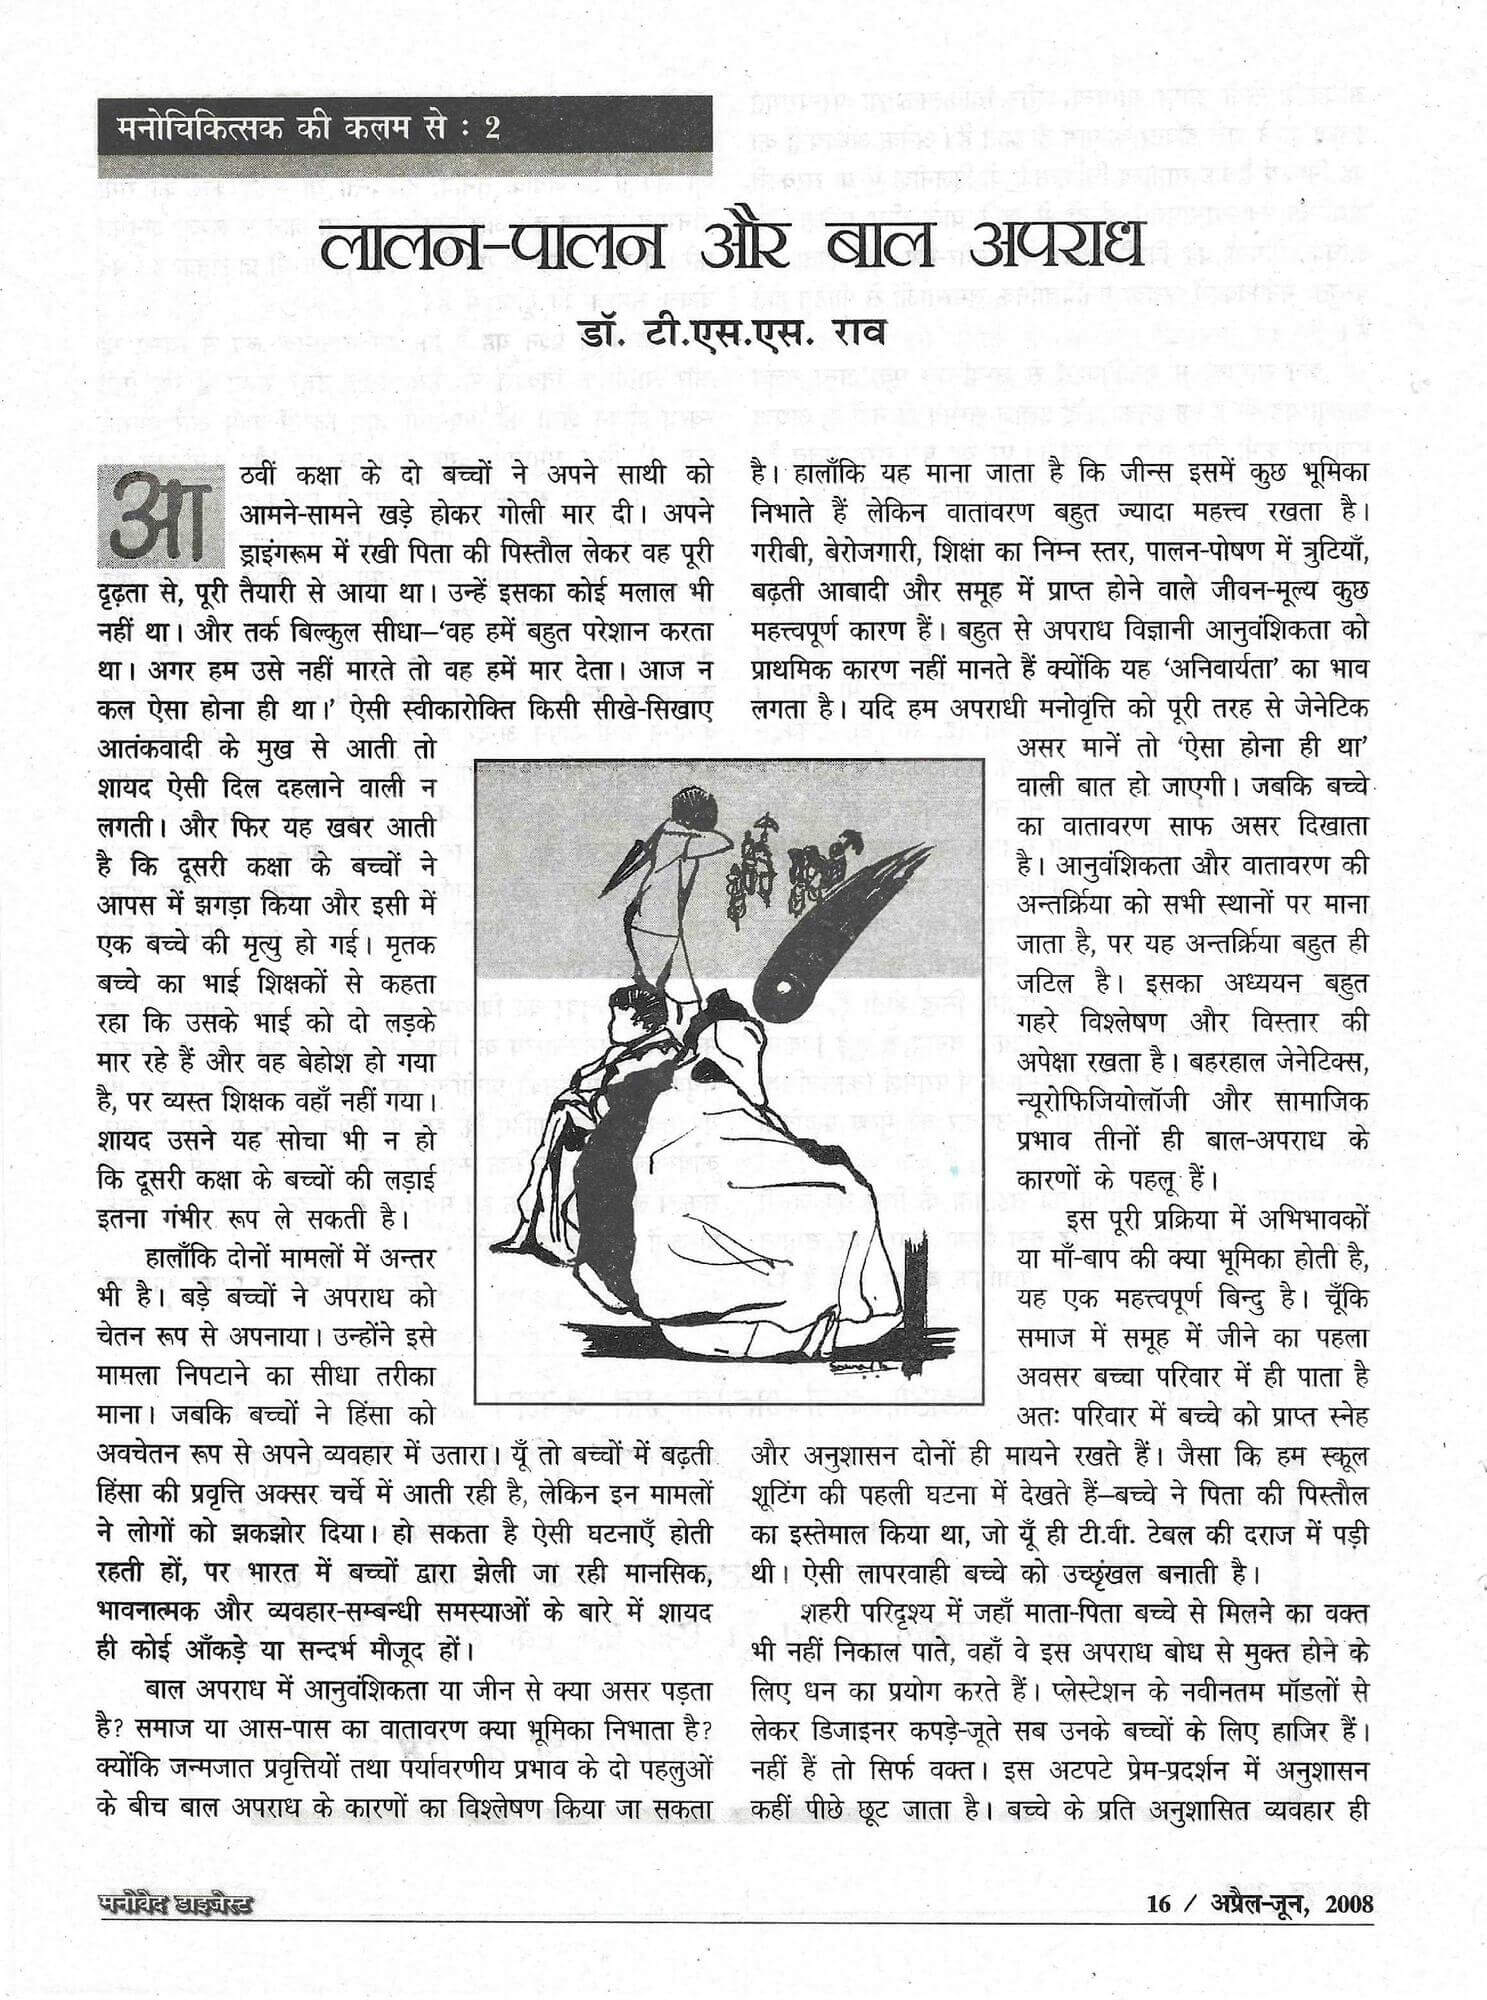 मनोचिकित्सक की कलम से : 2
लालन-पालन और बाल अपराध
डॉ. टी.एस.एस. राव
आठवीं कक्षा के दो बच्चों ने अपने साथी को
आमने-सामने खड़े होकर गोली मार दी। अपने
ड्राइंगरूम में रखी पिता की पिस्तौल लेकर वह पूरी
दृढ़ता से, पूरी तैयारी से आया था। उन्हें इसका कोई मलाल भी
नहीं था। और तर्क बिल्कुल सीधा–‘वह हमें बहुत परेशान करता
था। अगर हम उसे नहीं मारते तो वह हमें मार देता। आज न
कल ऐसा होना ही था।’ ऐसी स्वीकारोक्ति किसी सीखे-सिखाए
आतंकवादी के मुख से आती तो
शायद ऐसी दिल दहलाने वाली न
लगती। और फिर यह खबर आती
है कि दूसरी कक्षा के बच्चों ने
आपस में झगड़ा किया और इसी में
एक बच्चे की मृत्यु हो गई। मृतक
बच्चे का भाई शिक्षकों से कहता
रहा कि उसके भाई को दो लड़के
मार रहे हैं और वह बेहोश हो गया
है, पर व्यस्त शिक्षक वहाँ नहीं गया।
शायद उसने यह सोचा भी न हो
कि दूसरी कक्षा के बच्चों की लड़ाई
इतना गंभीर रूप ले सकती है।
हालाँकि दोनों मामलों में अन्तर
भी है। बड़े बच्चों ने अपराध को
चेतन रूप से अपनाया। उन्होंने इसे
मामला निपटाने का सीधा तरीका
माना। जबकि बच्चों ने हिंसा को
अवचेतन रूप से अपने व्यवहार में उतारा। यूँ तो बच्चों में बढ़ती
हिंसा की प्रवृत्ति अक्सर चर्चे में आती रही है, लेकिन इन मामलों
ने लोगों को झकझोर दिया। हो सकता है ऐसी घटनाएँ होती
रहती हों, पर भारत में बच्चों द्वारा झेली जा रही मानसिक,
भावनात्मक और व्यवहार-सम्बन्धी समस्याओं के बारे में शायद
ही कोई आँकड़े या सन्दर्भ मौजूद हों।
बाल अपराध में आनुवंशिकता या जीन से क्या असर पड़ता
है? समाज या आस-पास का वातावरण क्या भूमिका निभाता है?
क्योंकि जन्मजात प्रवृत्तियों तथा पर्यावरणीय प्रभाव के दो पहलुओं
के बीच बाल अपराध के कारणों का विश्लेषण किया जा सकता
है। हालाँकि यह माना जाता है कि जीन्स इसमें कुछ भूमिका
निभाते हैं लेकिन वातावरण बहुत ज्यादा महत्त्व रखता है।
गरीबी, बेरोजगारी, शिक्षा का निम्न स्तर, पालन-पोषण में त्रुटियाँ,
बढ़ती आबादी और समूह में प्राप्त होने वाले जीवन-मूल्य कुछ
महत्त्वपूर्ण कारण हैं। बहुत से अपराध विज्ञानी आनुवंशिकता को
प्राथमिक कारण नहीं मानते हैं क्योंकि यह ‘अनिवार्यता’ का भाव
लगता है। यदि हम अपराधी मनोवृत्ति को पूरी तरह से जेनेटिक
असर मानें तो ‘ऐसा होना ही था’
वाली बात हो जाएगी। जबकि बच्चे
का वातावरण साफ असर दिखाता
है। आनुवंशिकता और वातावरण की
अन्तर्क्रिया को सभी स्थानों पर माना
जाता है, पर यह अन्तर्क्रिया बहुत ही
जटिल है। इसका अध्ययन बहुत
गहरे विश्लेषण और विस्तार की
अपेक्षा रखता है। बहरहाल जेनेटिक्स,
न्यूरोफिजियोलॉजी और सामाजिक
प्रभाव तीनों ही बाल-अपराध के
कारणों के पहलू हैं।
इस पूरी प्रक्रिया में अभिभावकों
या माँ-बाप की क्या भूमिका होती है,
यह एक महत्त्वपूर्ण बिन्दु है। चूँकि
समाज में समूह में जीने का पहला
अवसर बच्चा परिवार में ही पाता है
अतः परिवार में बच्चे को प्राप्त स्नेह
और अनुशासन दोनों ही मायने रखते हैं। जैसा कि हम स्कूल
शूटिंग की पहली घटना में देखते हैं–बच्चे ने पिता की पिस्तौल
का इस्तेमाल किया था, जो यूँ ही टी.वी. टेबल की दराज में पड़ी
थी। ऐसी लापरवाही बच्चे को उच्छृंखल बनाती है।
शहरी परिदृश्य में जहाँ माता-पिता बच्चे से मिलने का वक्त
भी नहीं निकाल पाते, वहाँ वे इस अपराध बोध से मुक्त होने के
लिए धन का प्रयोग करते हैं। प्लेस्टेशन के नवीनतम मॉडलों से
लेकर डिजाइनर कपड़े-जूते सब उनके बच्चों के लिए हाजिर हैं।
नहीं हैं तो सिर्फ वक्त। इस अटपटे प्रेम-प्रदर्शन में अनुशासन
कहीं पीछे छूट जाता है। बच्चे के प्रति अनुशासित व्यवहार ही
मनोवेद डाइजेस्ट
16 / अप्रैल-जून, 2008